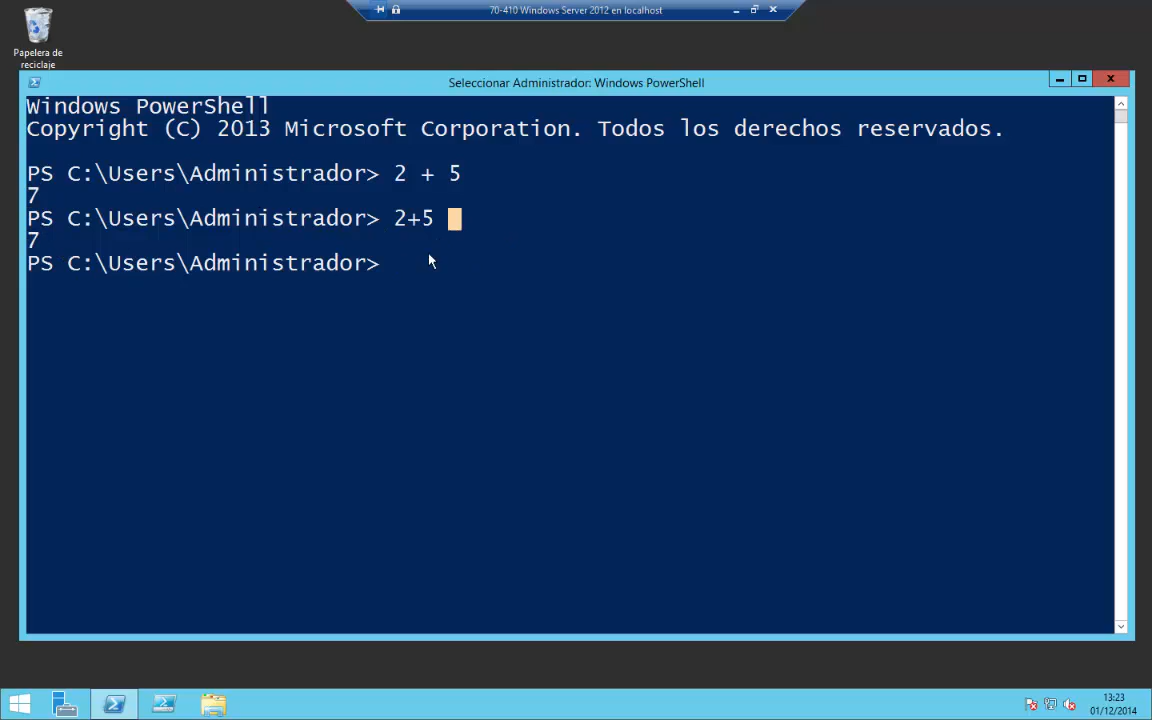 70-410 Windows Server 2012 en localhost
Papelera de
reciclaje
Seleccionar Administrador: Windows PowerShell
Windows PowerShell
Copyright (C) 2013 Microsoft Corporation. Todos los derechos reservados.
PS C:\Users\Administrador> 2 + 5
7
PS C:\Users\Administrador> 2+5
7
PS C:\Users\Administrador>
13:23
01/12/2014